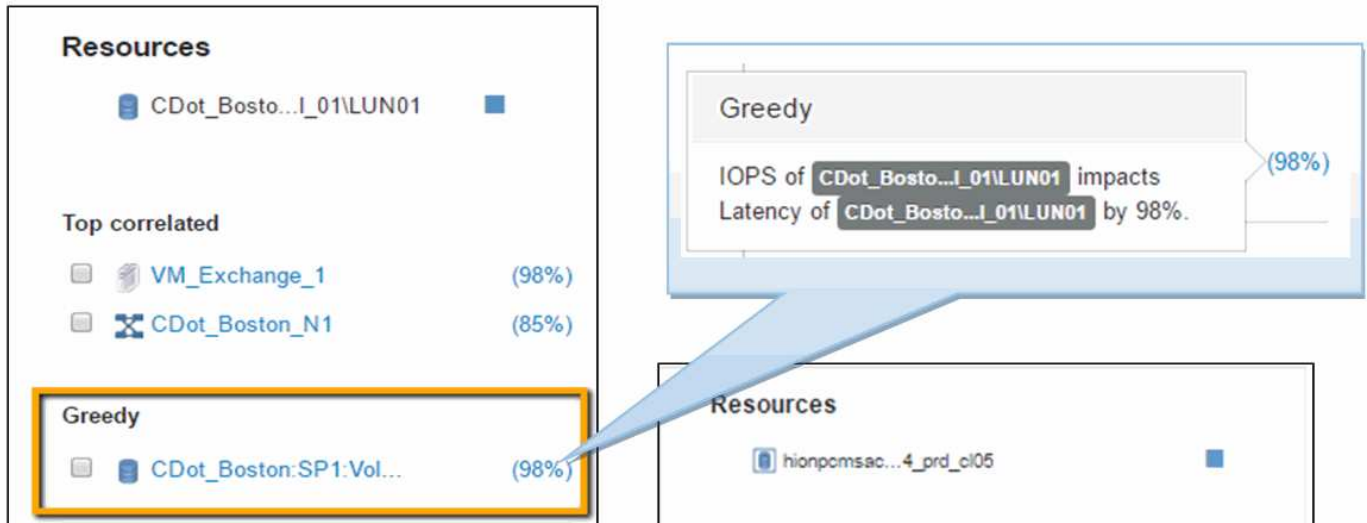 Resources
CDot_Bosto...l_01\LUN01
Top correlated
VM_Exchange_1 (98%)
CDot_Boston_N1 (85%)
Greedy
CDot_Boston:SP1:Vol... (98%)
Greedy
IOPS of CDot_Bosto...l_01\LUN01 impacts
Latency of CDot_Bosto...l_01\LUN01 by 98%.
(98%)
Resources
hionpcmsac...4_prd_cl05